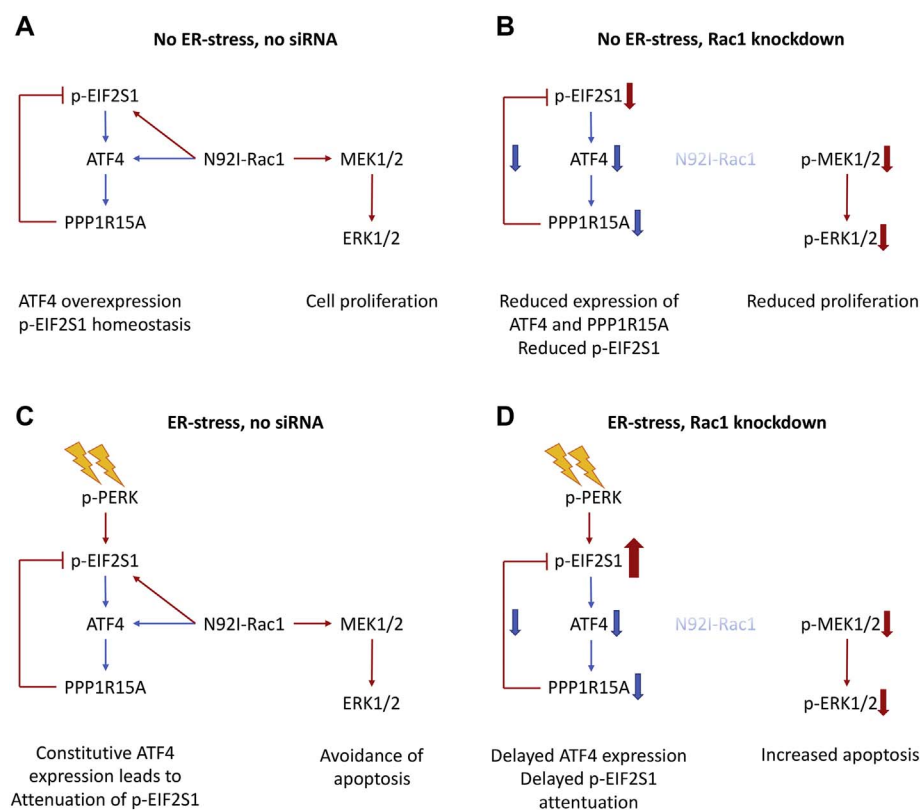 A
No ER-stress, no siRNA
p-EIF2S1
ATF4
N92I-Rac1
MEK1/2
PPP1R15A
ERK1/2
ATF4 overexpression
p-EIF2S1 homeostasis
Cell proliferation
B
No ER-stress, Rac1 knockdown
p-EIF2S1
ATF4
N92I-Rac1
p-MEK1/2
PPP1R15A
p-ERK1/2
Reduced expression of
ATF4 and PPP1R15A
Reduced p-EIF2S1
Reduced proliferation
C
ER-stress, no siRNA
p-PERK
p-EIF2S1
ATF4
N92I-Rac1
MEK1/2
PPP1R15A
ERK1/2
Constitutive ATF4
expression leads to
Attenuation of p-EIF2S1
Avoidance of
apoptosis
D
ER-stress, Rac1 knockdown
p-PERK
p-EIF2S1
ATF4
N92I-Rac1
p-MEK1/2
PPP1R15A
p-ERK1/2
Delayed ATF4 expression
Delayed p-EIF2S1
attentuation
Increased apoptosis